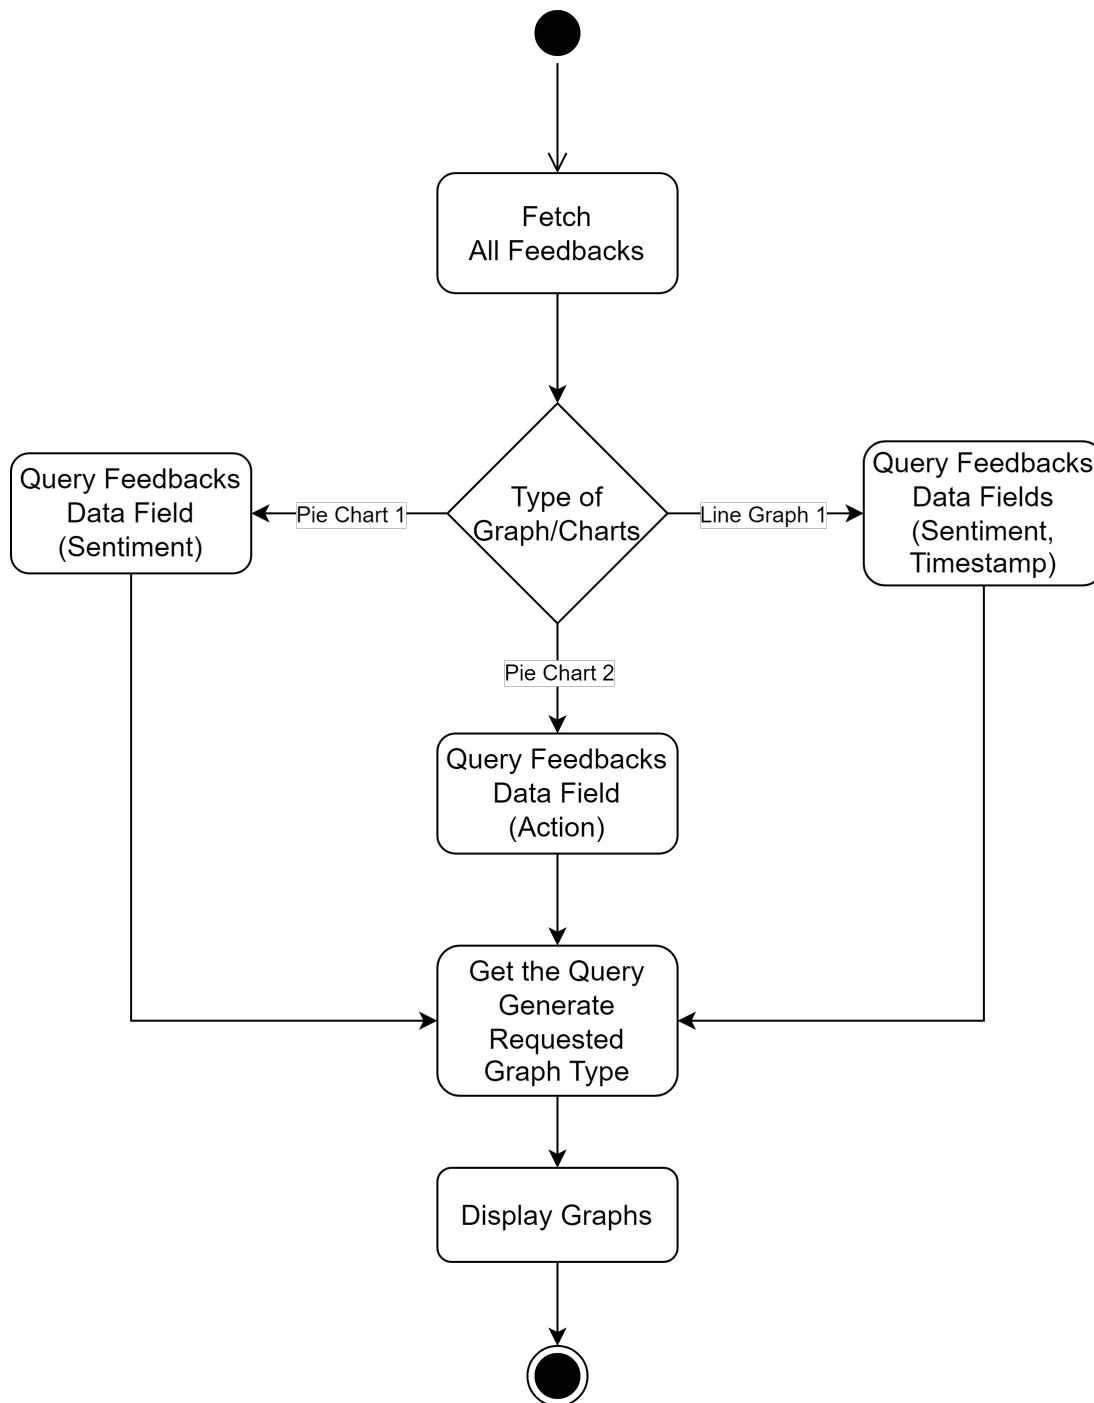 Fetch
All Feedbacks
Query Feedbacks
Data Field
(Sentiment)
Pie Chart 1
Type of
Graph/Charts
Line Graph 1
Query Feedbacks
Data Fields
(Sentiment,
Timestamp)
Pie Chart 2
Query Feedbacks
Data Field
(Action)
Get the Query
Generate
Requested
Graph Type
Display Graphs